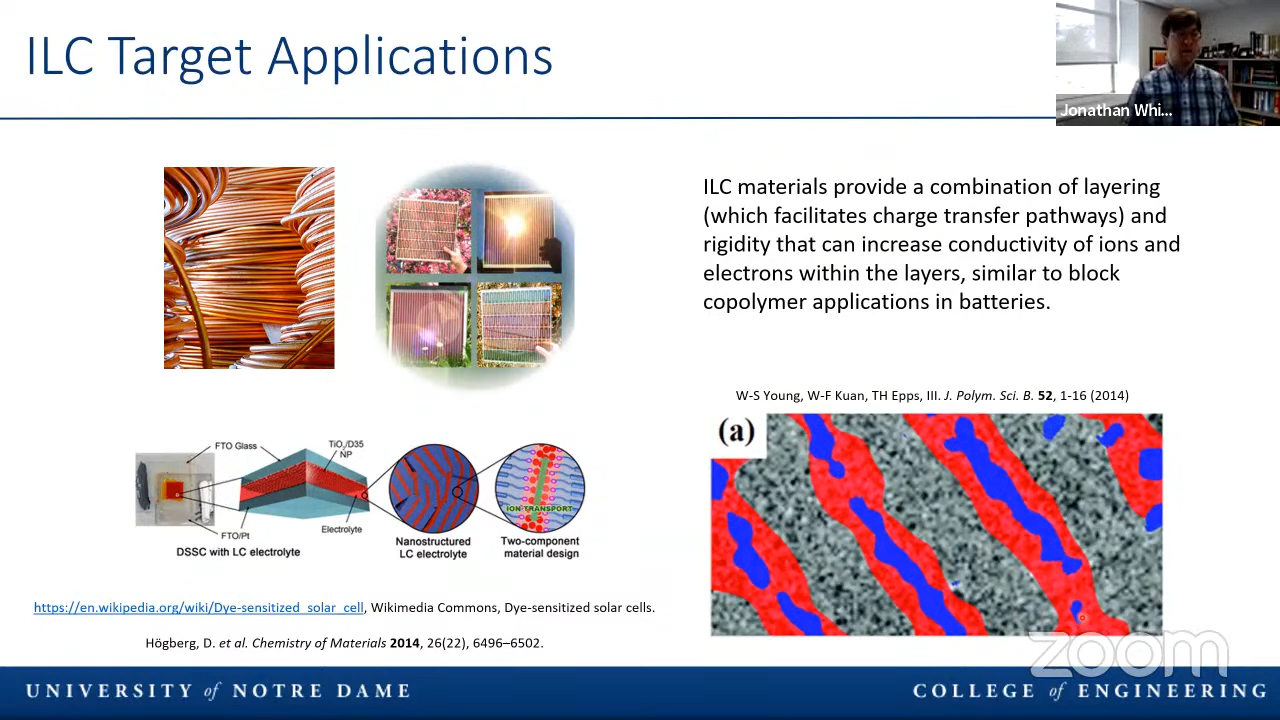 ILC Target Applications
Jonathan Whi...
ILC materials provide a combination of layering
(which facilitates charge transfer pathways) and
rigidity that can increase conductivity of ions and
electrons within the layers, similar to block
copolymer applications in batteries.
W-S Young, W-F Kuan, TH Epps, III. J. Polym. Sci. B. 52, 1-16 (2014)
(a)
FTO Glass
TiO₂/D35
NP
ION TRANSPORT
FTO/Pt
Electrolyte
DSSC with LC electrolyte
Nanostructured
LC electrolyte
Two-component
material design
https://en.wikipedia.org/wiki/Dye-sensitized_solar_cell, Wikimedia Commons, Dye-sensitized solar cells.
Högberg, D. et al. Chemistry of Materials 2014, 26(22), 6496–6502.
zoom
UNIVERSITY of NOTRE DAME
COLLEGE of ENGINEERING